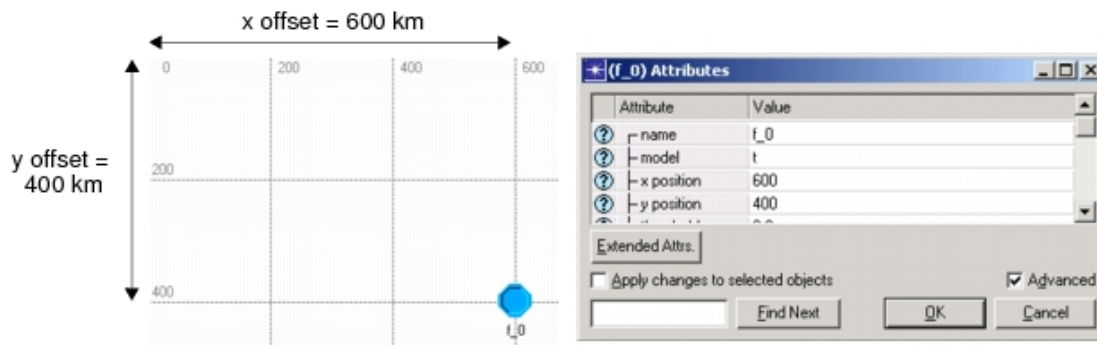 x offset = 600 km
0
200
400
600
y offset =
400 km
200
400
f_0
(f_0) Attributes
Attribute Value
name f_0
model t
x position 600
y position 400
Extended Attrs.
Apply changes to selected objects
Advanced
Find Next
OK
Cancel